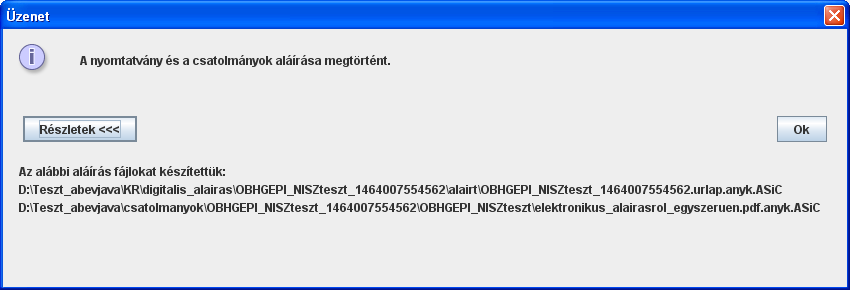 Üzenet
A nyomtatvány és a csatolmányok aláírása megtörtént.
Részletek <<<
Ok
Az alábbi aláírás fájlokat készítettük:
D:\Teszt_abevjava\KR\digitalis_alairas\OBHGEPI_NISZteszt_1464007554562\alairt\OBHGEPI_NISZteszt_1464007554562.urlap.anyk.ASiC
D:\Teszt_abevjava\csatolmanyok\OBHGEPI_NISZteszt_1464007554562\OBHGEPI_NISZteszt\elektronikus_alairasrol_egyszeruen.pdf.anyk.ASiC